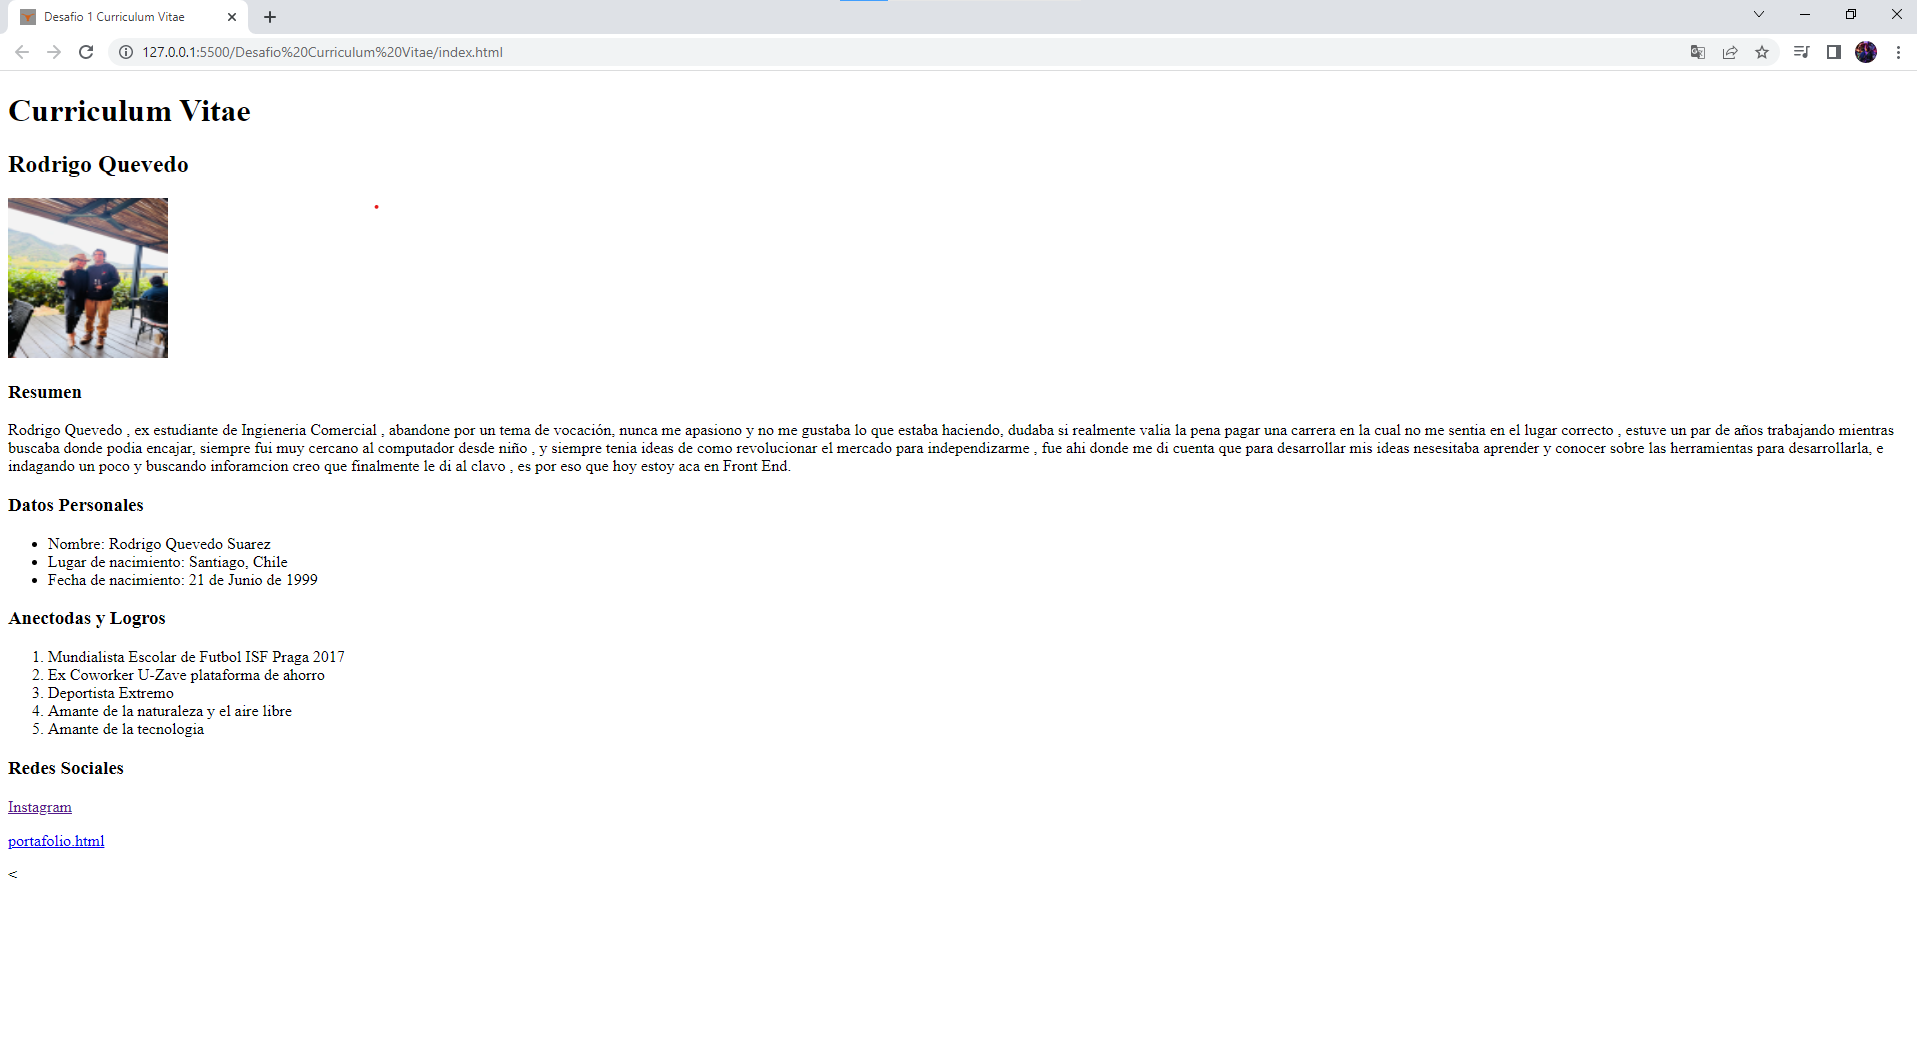 Desafio 1 Curriculum Vitae
127.0.0.1:5500/Desafio%20Curriculum%20Vitae/index.html
Curriculum Vitae
Rodrigo Quevedo
Resumen
Rodrigo Quevedo , ex estudiante de Ingieneria Comercial , abandone por un tema de vocación, nunca me apasiono y no me gustaba lo que estaba haciendo, dudaba si realmente valia la pena pagar una carrera en la cual no me sentia en el lugar correcto , estuve un par de años trabajando mientras
buscaba donde podia encajar, siempre fui muy cercano al computador desde niño , y siempre tenia ideas de como revolucionar el mercado para independizarme , fue ahi donde me di cuenta que para desarrollar mis ideas nesesitaba aprender y conocer sobre las herramientas para desarrollarla, e
indagando un poco y buscando inforamcion creo que finalmente le di al clavo , es por eso que hoy estoy aca en Front End.
Datos Personales
• Nombre: Rodrigo Quevedo Suarez
• Lugar de nacimiento: Santiago, Chile
• Fecha de nacimiento: 21 de Junio de 1999
Anectodas y Logros
1. Mundialista Escolar de Futbol ISF Praga 2017
2. Ex Coworker U-Zave plataforma de ahorro
3. Deportista Extremo
4. Amante de la naturaleza y el aire libre
5. Amante de la tecnologia
Redes Sociales
Instagram
portafolio.html
<